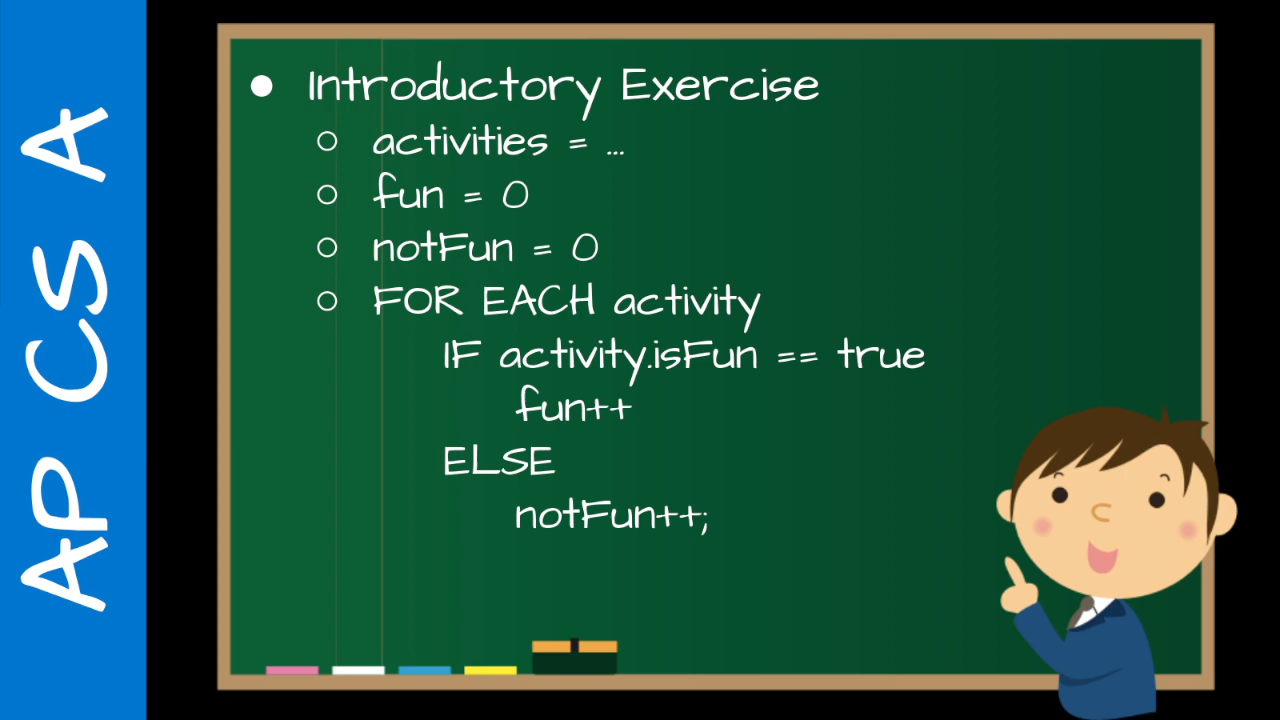 AP CS A
● Introductory Exercise
○ activities = ...
○ fun = 0
○ notFun = 0
○ FOR EACH activity
IF activity.isFun == true
fun++
ELSE
notFun++;